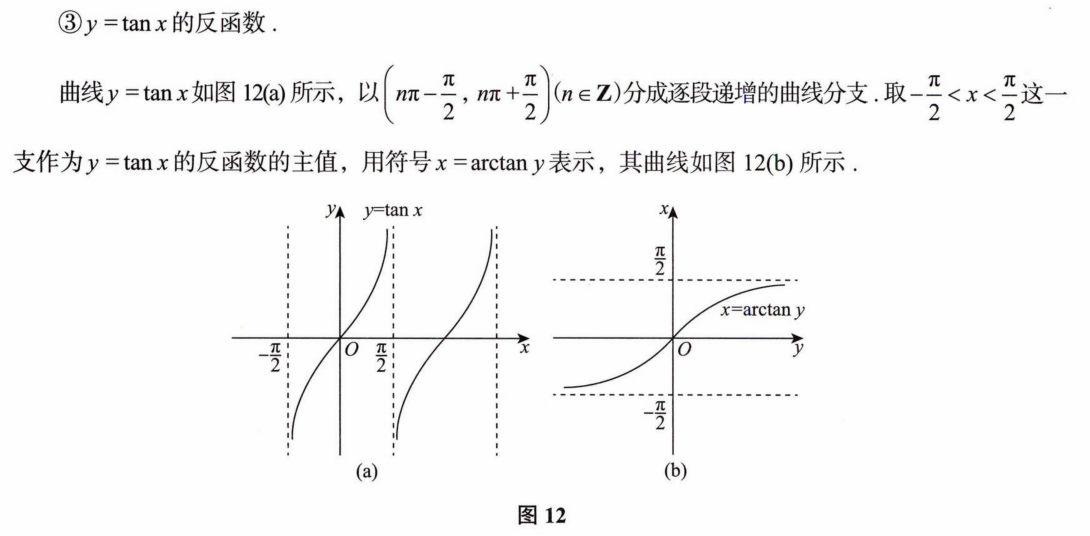 ③y = tan x 的反函数.
曲线 y = tan x 如图 12(a) 所示，以(nπ-π/2, nπ+π/2)(n∈Z)分成逐段递增的曲线分支.取-π/2<x<π/2这一
支作为 y = tan x 的反函数的主值，用符号 x = arctan y 表示，其曲线如图 12(b) 所示.
y y=tan x
-π/2 O π/2 x
(a)
x
π/2
x=arctan y
O y
-π/2
(b)
图 12